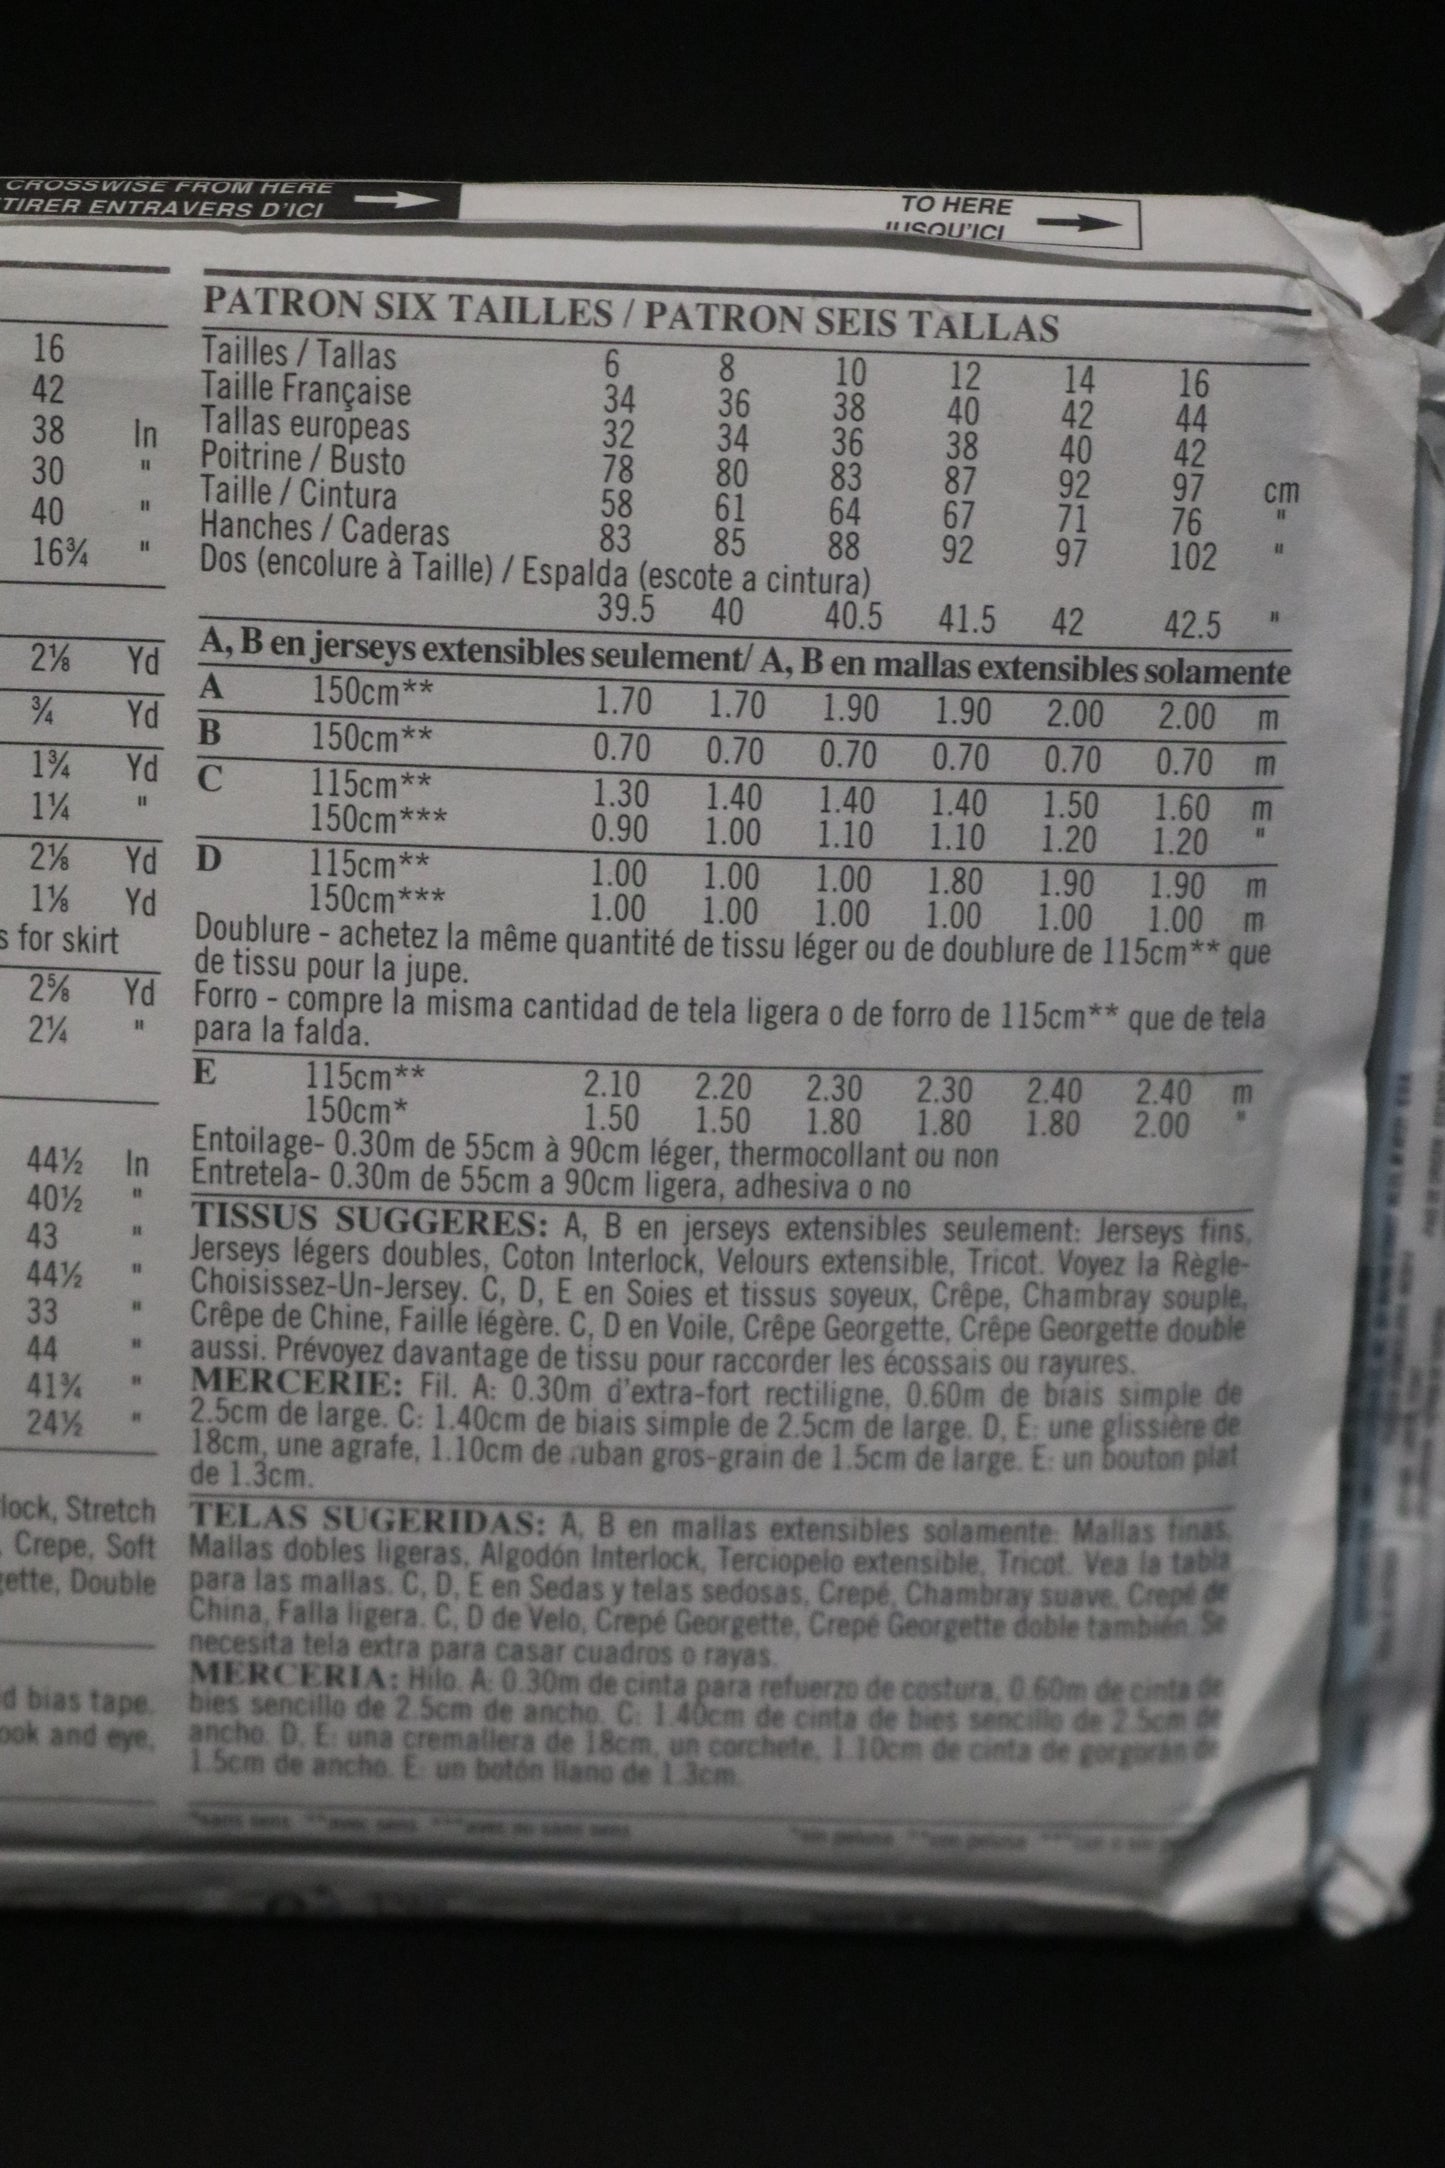 CROSSWISE FROM HERE
TIRER ENTRAVERS D'ICI
TO HERE
JUSQU'ICI
16
42
38 In
30 "
40 "
16¾ "
2⅛ Yd
¾ Yd
1¾ Yd
1¼ "
2⅛ Yd
1⅛ Yd
s for skirt
2⅝ Yd
2¼ "
44½ In
40½ "
43 "
44½ "
33 "
44 "
41¾ "
24½ "
lock, Stretch
Crepe, Soft
ette, Double
d bias tape.
ook and eye,
PATRON SIX TAILLES / PATRON SEIS TALLAS
Tailles / Tallas 6 8 10 12 14 16
Taille Française 34 36 38 40 42 44
Tallas europeas 32 34 36 38 40 42
Poitrine / Busto 78 80 83 87 92 97 cm
Taille / Cintura 58 61 64 67 71 76 "
Hanches / Caderas 83 85 88 92 97 102 "
Dos (encolure à Taille) / Espalda (escote a cintura)
39.5 40 40.5 41.5 42 42.5 "
A, B en jerseys extensibles seulement/ A, B en mallas extensibles solamente
A 150cm** 1.70 1.70 1.90 1.90 2.00 2.00 m
B 150cm** 0.70 0.70 0.70 0.70 0.70 0.70 m
C 115cm** 1.30 1.40 1.40 1.40 1.50 1.60 m
150cm*** 0.90 1.00 1.10 1.10 1.20 1.20 "
D 115cm** 1.00 1.00 1.00 1.80 1.90 1.90 m
150cm*** 1.00 1.00 1.00 1.00 1.00 1.00 m
Doublure - achetez la même quantité de tissu léger ou de doublure de 115cm** que
de tissu pour la jupe.
Forro - compre la misma cantidad de tela ligera o de forro de 115cm** que de tela
para la falda.
E 115cm** 2.10 2.20 2.30 2.30 2.40 2.40 m
150cm* 1.50 1.50 1.80 1.80 1.80 2.00 "
Entoilage- 0.30m de 55cm à 90cm léger, thermocollant ou non
Entretela- 0.30m de 55cm a 90cm ligera, adhesiva o no
TISSUS SUGGERES: A, B en jerseys extensibles seulement: Jerseys fins,
Jerseys légers doubles, Coton Interlock, Velours extensible, Tricot. Voyez la Règle-
Choisissez-Un-Jersey. C, D, E en Soies et tissus soyeux, Crêpe, Chambray souple,
Crêpe de Chine, Faille légère. C, D en Voile, Crêpe Georgette, Crêpe Georgette double
aussi. Prévoyez davantage de tissu pour raccorder les écossais ou rayures.
MERCERIE: Fil. A: 0.30m d'extra-fort rectiligne, 0.60m de biais simple de
2.5cm de large. C: 1.40cm de biais simple de 2.5cm de large. D, E: une glissière de
18cm, une agrafe, 1.10cm de ruban gros-grain de 1.5cm de large. E: un bouton plat
de 1.3cm.
TELAS SUGERIDAS: A, B en mallas extensibles solamente: Mallas finas,
Mallas dobles ligeras, Algodón Interlock, Terciopelo extensible, Tricot. Vea la tabla
para las mallas. C, D, E en Sedas y telas sedosas, Crepé, Chambray suave, Crepé de
China, Falla ligera. C, D de Velo, Crepé Georgette, Crepé Georgette doble también. Se
necesita tela extra para casar cuadros o rayas.
MERCERIA: Hilo. A: 0.30m de cinta para refuerzo de costura, 0.60m de cinta de
bies sencillo de 2.5cm de ancho. C: 1.40cm de cinta de bies sencillo de 2.5cm de
ancho. D, E: una cremallera de 18cm, un corchete, 1.10cm de cinta de gorgorán de
1.5cm de ancho. E: un botón llano de 1.3cm.
*sans sens **avec sens ***avec ou sans sens